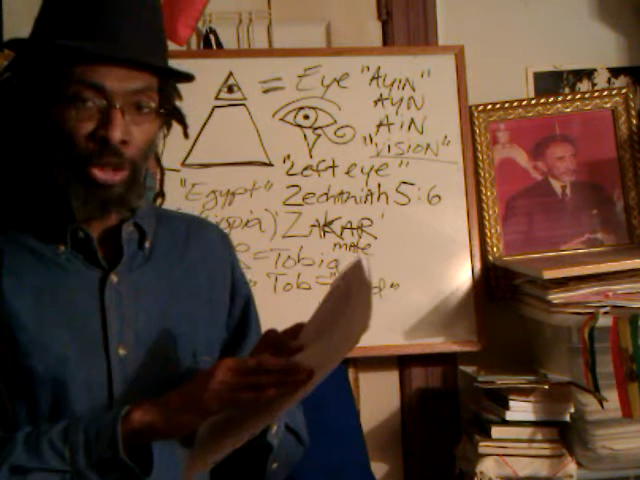 = Eye "Ayin"
AYN
AiN
"Vision"
"Left eye"
"Egypt" Zechariah 5:6
ZAKAR'
male
=Tobia
Tob=